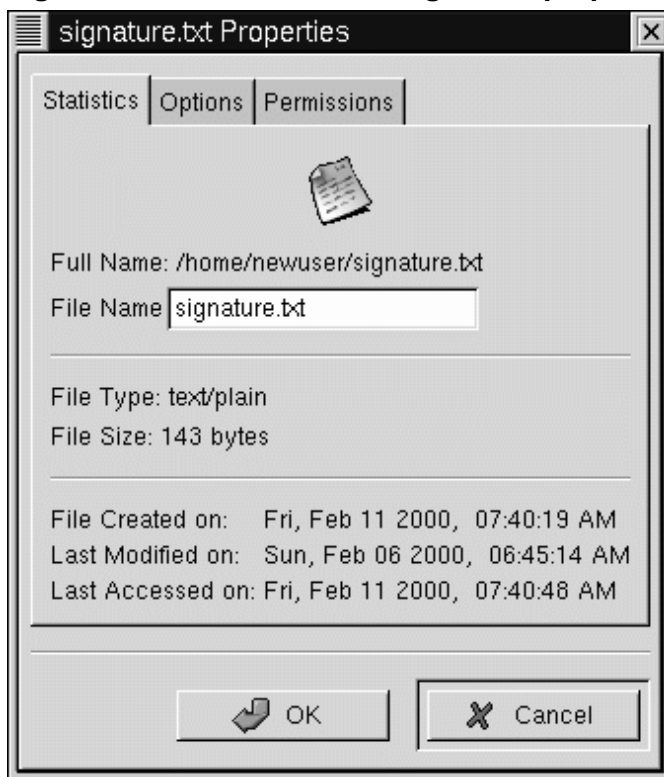 signature.txt Properties
Statistics Options Permissions
Full Name: /home/newuser/signature.txt
File Name signature.txt
File Type: text/plain
File Size: 143 bytes
File Created on: Fri, Feb 11 2000, 07:40:19 AM
Last Modified on: Sun, Feb 06 2000, 06:45:14 AM
Last Accessed on: Fri, Feb 11 2000, 07:40:48 AM
OK Cancel